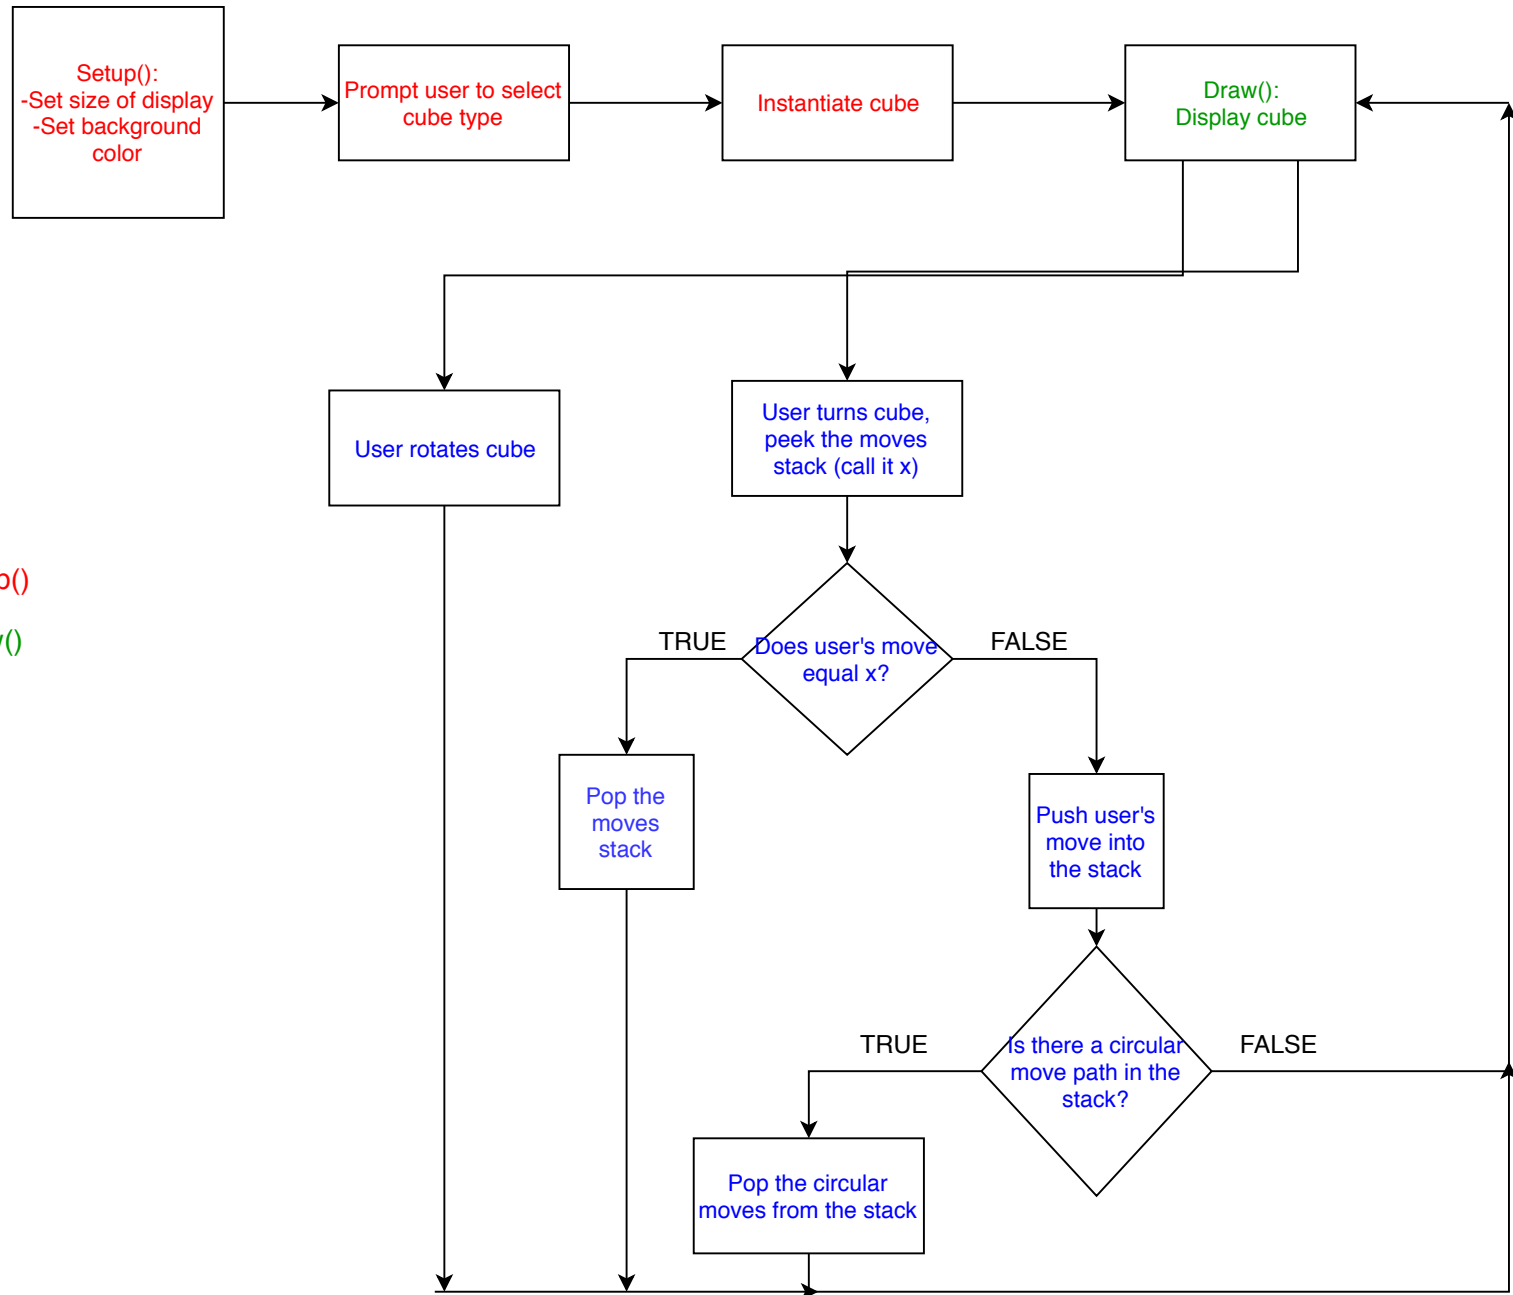 Setup():
-Set size of display
-Set background
color
Prompt user to select
cube type
Instantiate cube
Draw():
Display cube
User rotates cube
User turns cube,
peek the moves
stack (call it x)
TRUE
Does user's move
equal x?
FALSE
Pop the
moves
stack
Push user's
move into
the stack
TRUE
Is there a circular
move path in the
stack?
FALSE
Pop the circular
moves from the stack